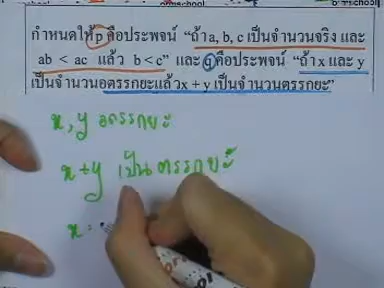 กำหนดให้ p คือประพจน์ “ถ้า a, b, c เป็นจำนวนจริง และ
ab < ac แล้ว b < c” และ q คือประพจน์ “ถ้า x และ y
เป็นจำนวนอตรรกยะแล้ว x + y เป็นจำนวนตรรกยะ”
x, y อตรรกยะ
x + y เป็น ตรรกยะ
x =